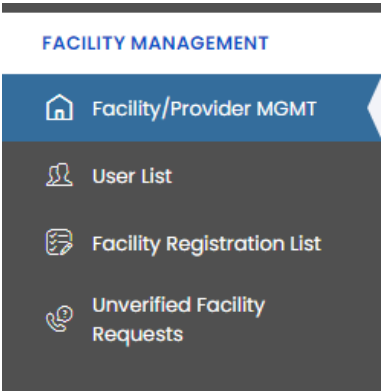 FACILITY MANAGEMENT
Facility/Provider MGMT
User List
Facility Registration List
Unverified Facility
Requests